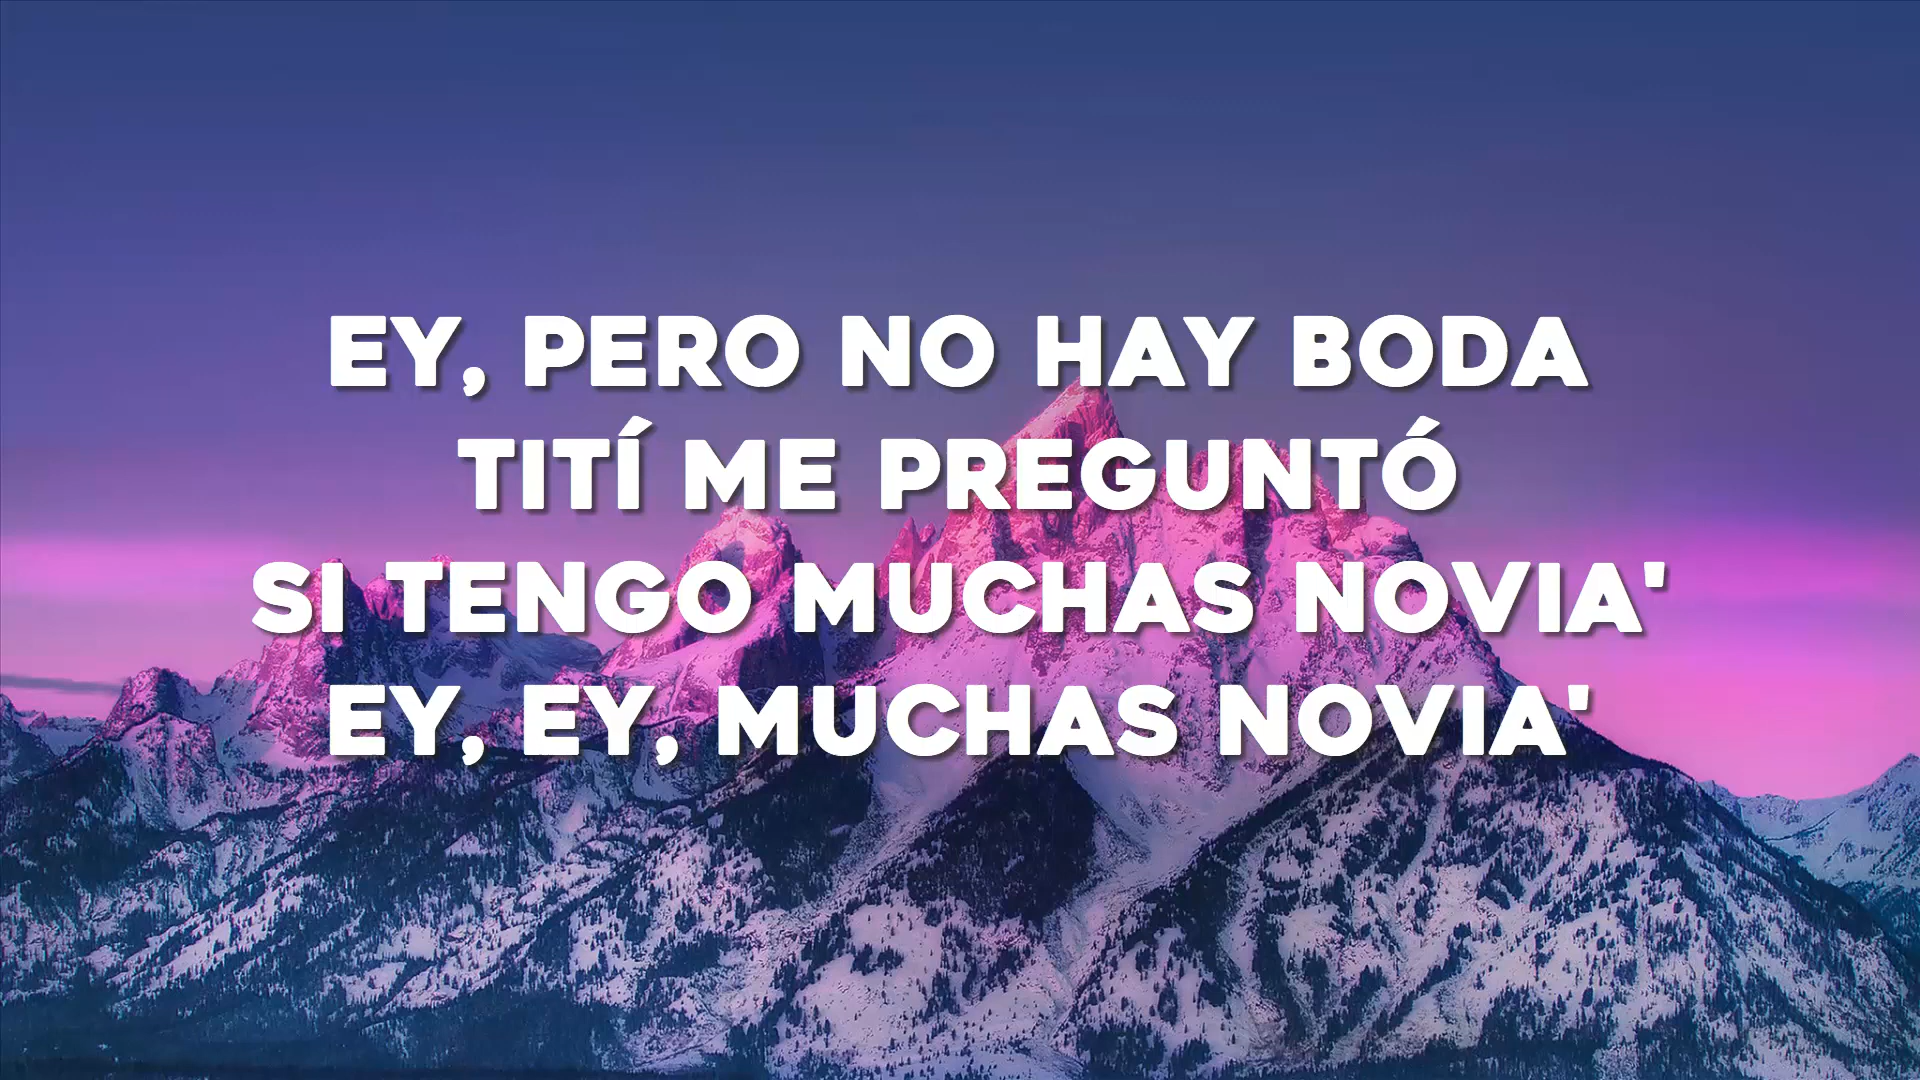 EY, PERO NO HAY BODA
TITÍ ME PREGUNTÓ
SI TENGO MUCHAS NOVIA'
EY, EY, MUCHAS NOVIA'